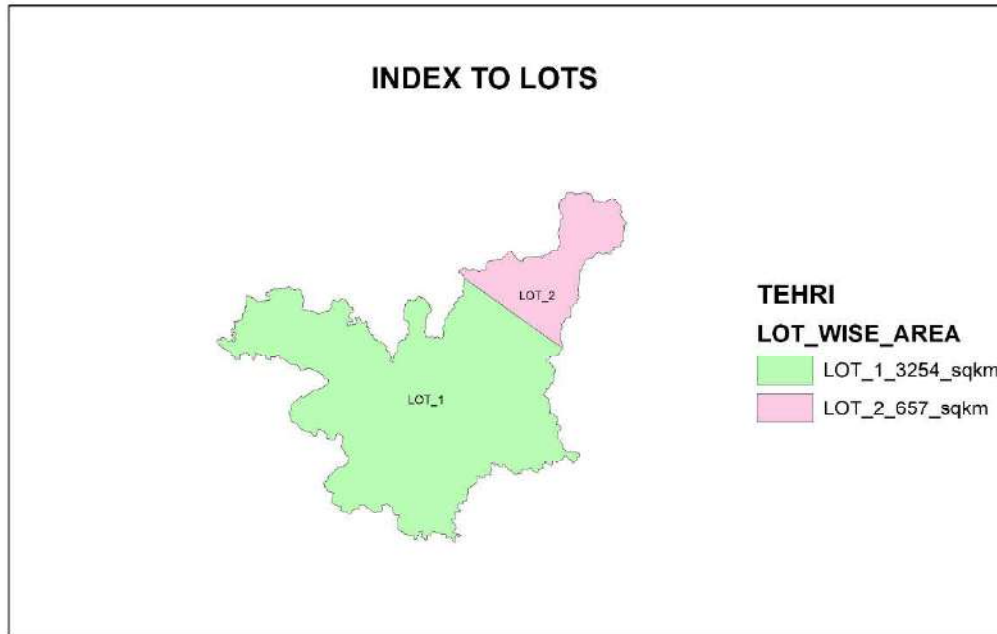 INDEX TO LOTS
LOT_2
LOT_1
TEHRI
LOT_WISE_AREA
LOT_1_3254_sqkm
LOT_2_657_sqkm